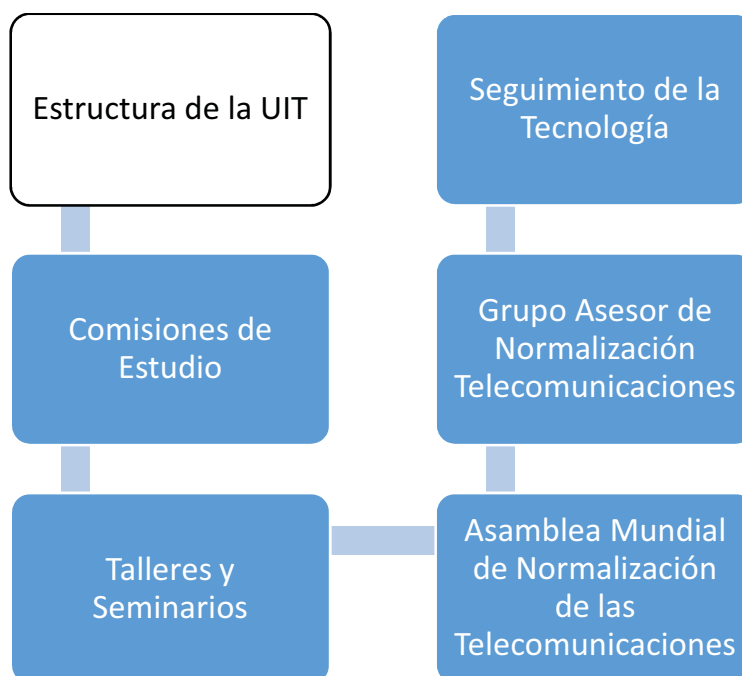 Estructura de la UIT
Comisiones de
Estudio
Talleres y
Seminarios
Asamblea Mundial
de Normalización
de las
Telecomunicaciones
Grupo Asesor de
Normalización
Telecomunicaciones
Seguimiento de la
Tecnología